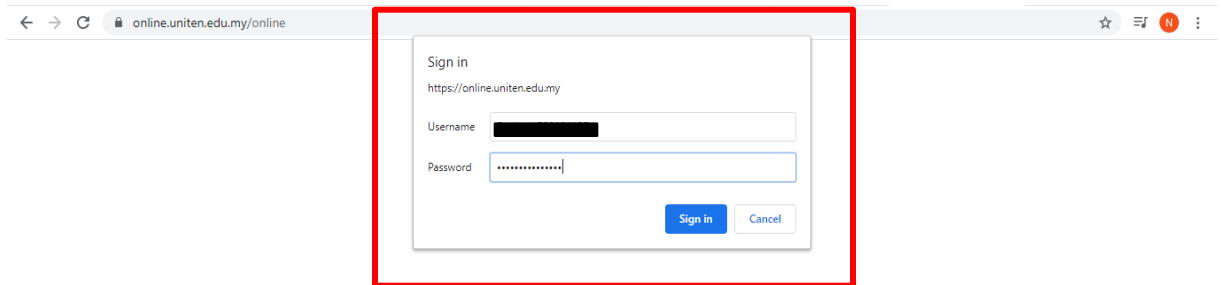 online.uniten.edu.my/online
N
Sign in
https://online.uniten.edu.my
Username
Password ···············
Sign in Cancel